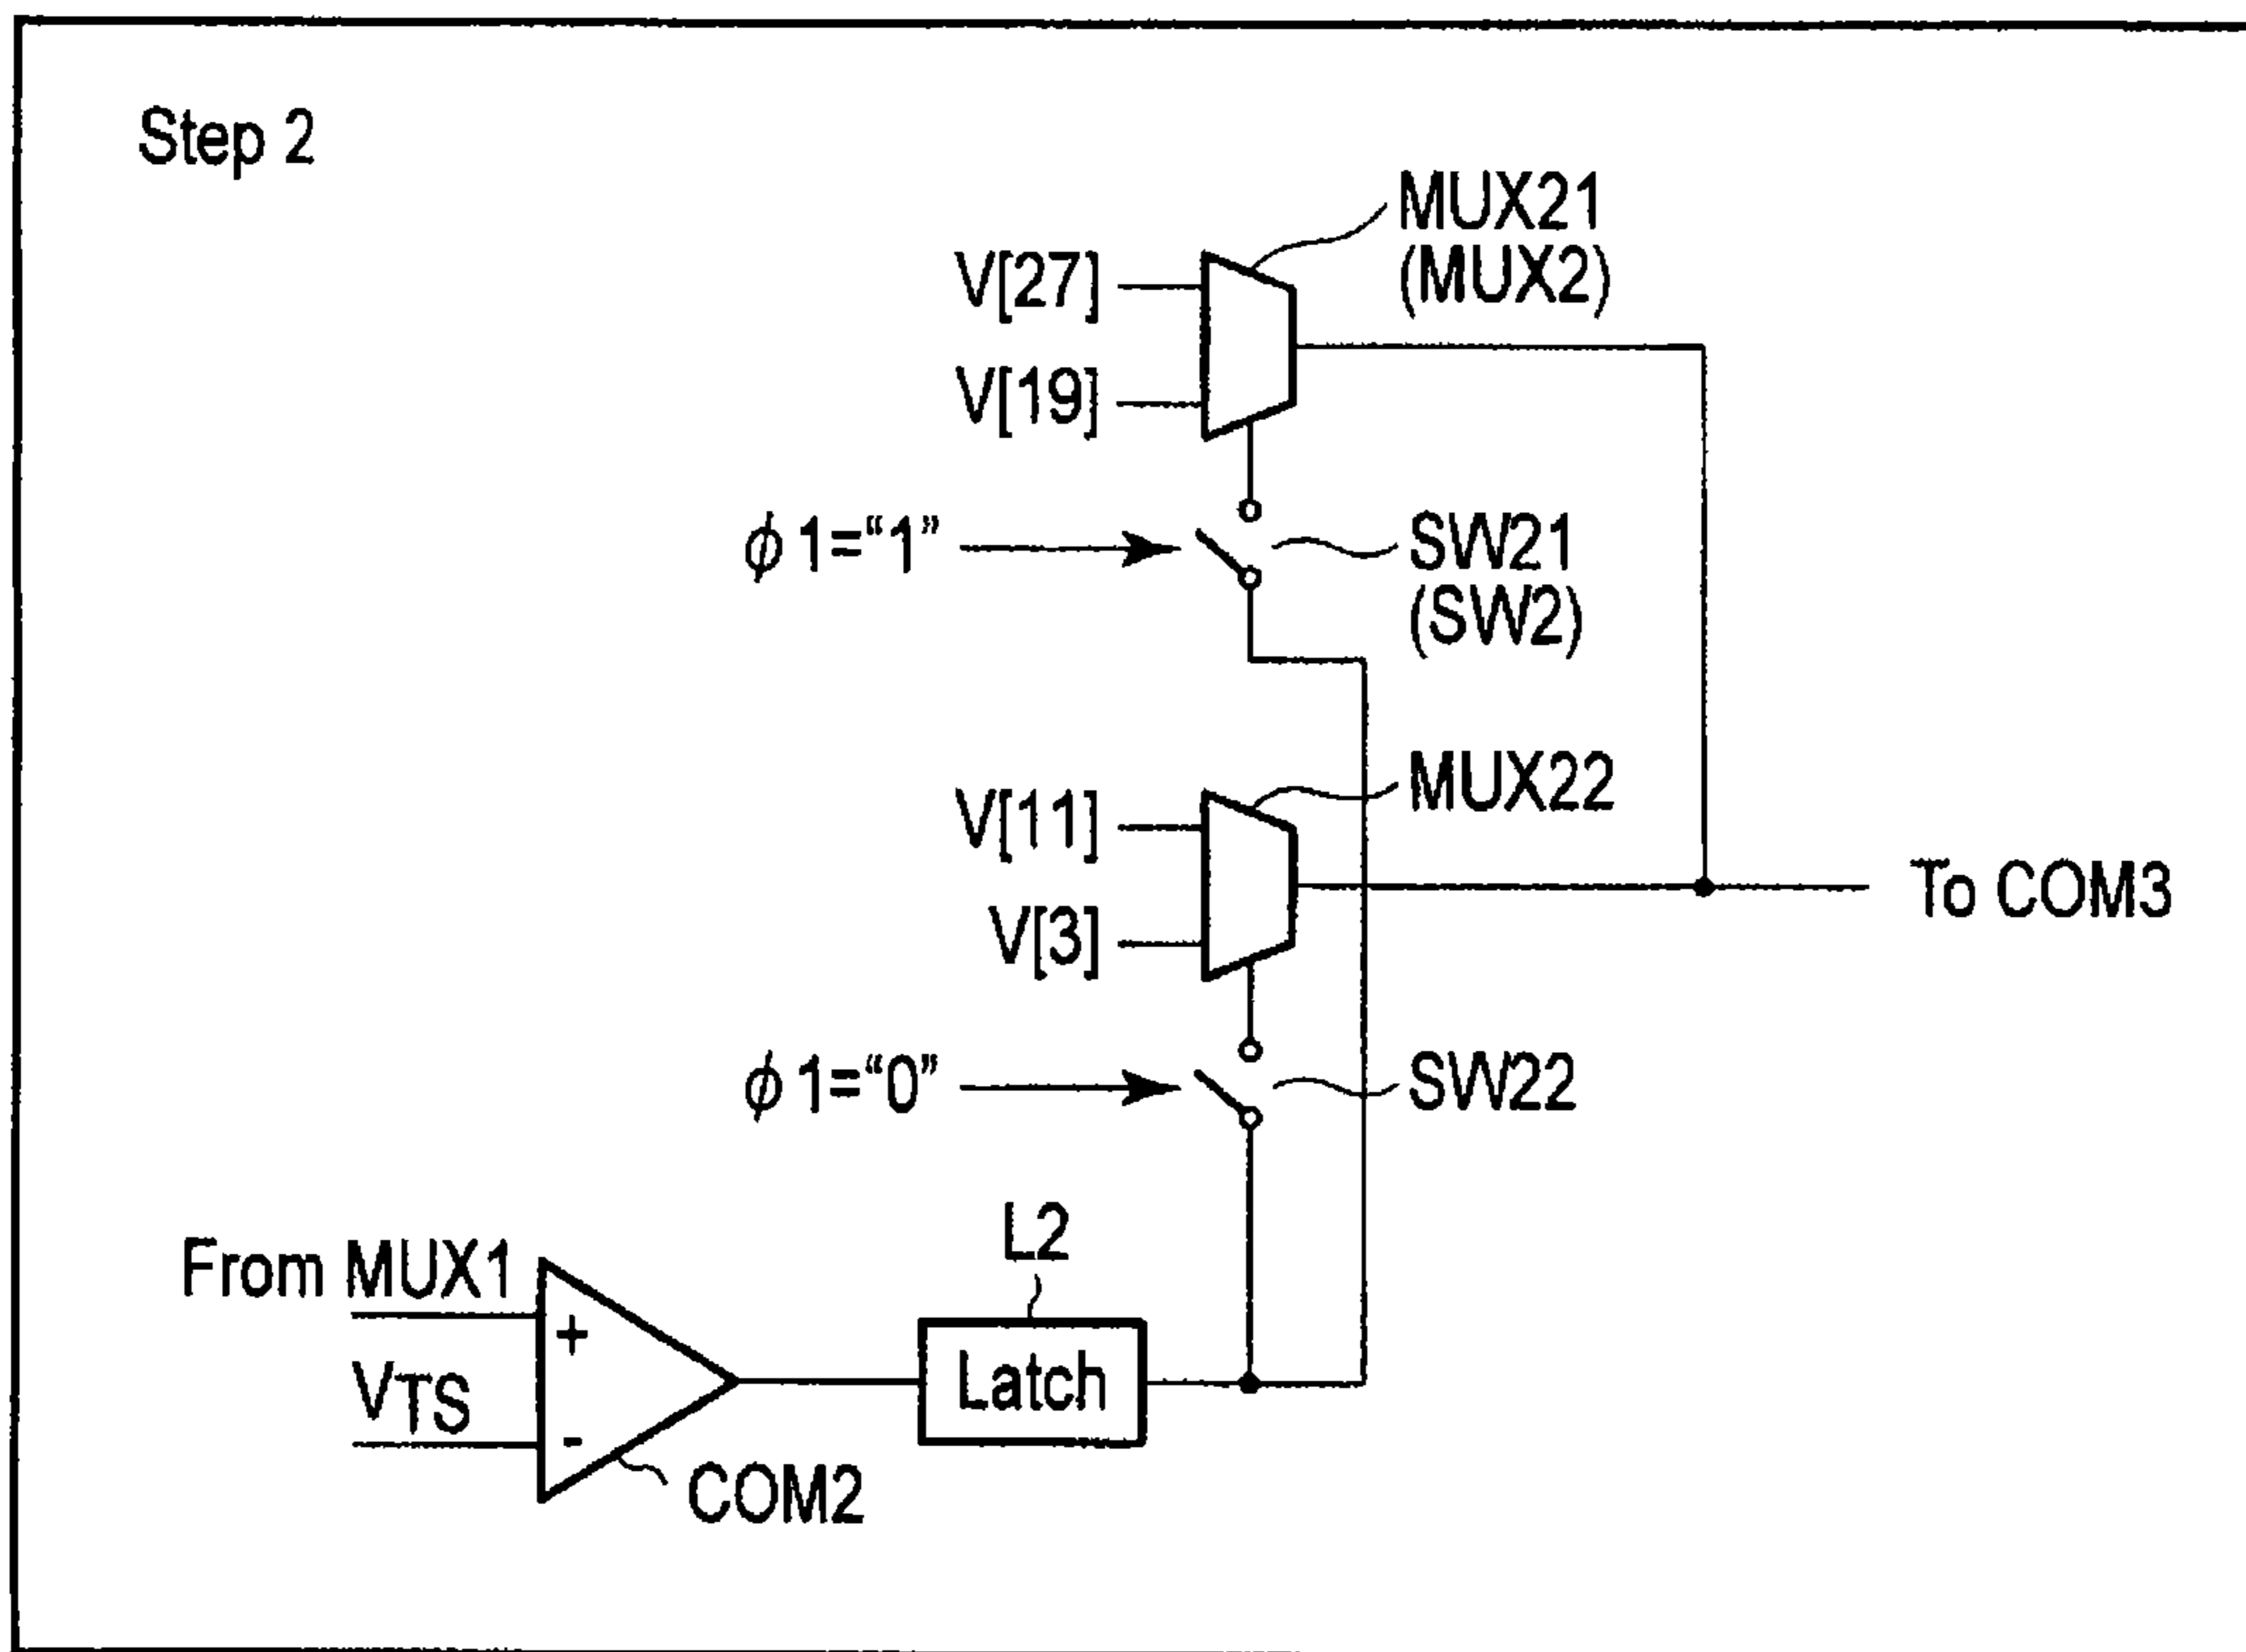 Step 2
MUX21
(MUX2)
V[27]
V[19]
ϕ1=“1”
SW21
(SW2)
MUX22
V[11]
V[3]
To COM3
ϕ1=“0”
SW22
L2
From MUX1
+
Latch
VTS
-
COM2